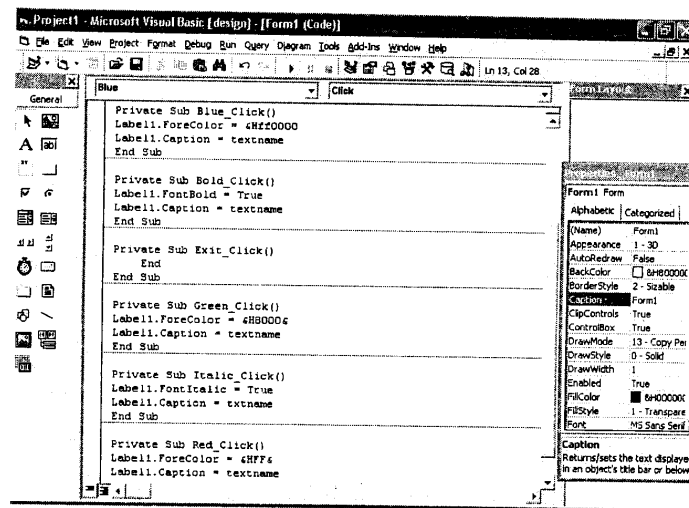 Project1 - Microsoft Visual Basic [design] - [Form1 (Code)]
File Edit View Project Format Debug Run Query Diagram Tools Add-Ins Window Help
Ln 13, Col 28
General
Blue
Click
Private Sub Blue_Click()
Label1.ForeColor = &Hff0000
Label1.Caption = textname
End Sub
Private Sub Bold_Click()
Label1.FontBold = True
Label1.Caption = textname
End Sub
Private Sub Exit_Click()
End
End Sub
Private Sub Green_Click()
Label1.ForeColor = &H8000&
Label1.Caption = textname
End Sub
Private Sub Italic_Click()
Label1.FontItalic = True
Label1.Caption = txtname
End Sub
Private Sub Red_Click()
Label1.ForeColor = &HFF&
Label1.Caption = textname
Form1 Form
Alphabetic Categorized
(Name) Form1
Appearance 1 - 3D
AutoRedraw False
BackColor &H800000
BorderStyle 2 - Sizable
Caption Form1
ClipControls True
ControlBox True
DrawMode 13 - Copy Per
DrawStyle 0 - Solid
DrawWidth 1
Enabled True
FillColor &H000000
FillStyle 1 - Transpare
Font MS Sans Serif
Caption
Returns/sets the text displaye
in an object's title bar or below